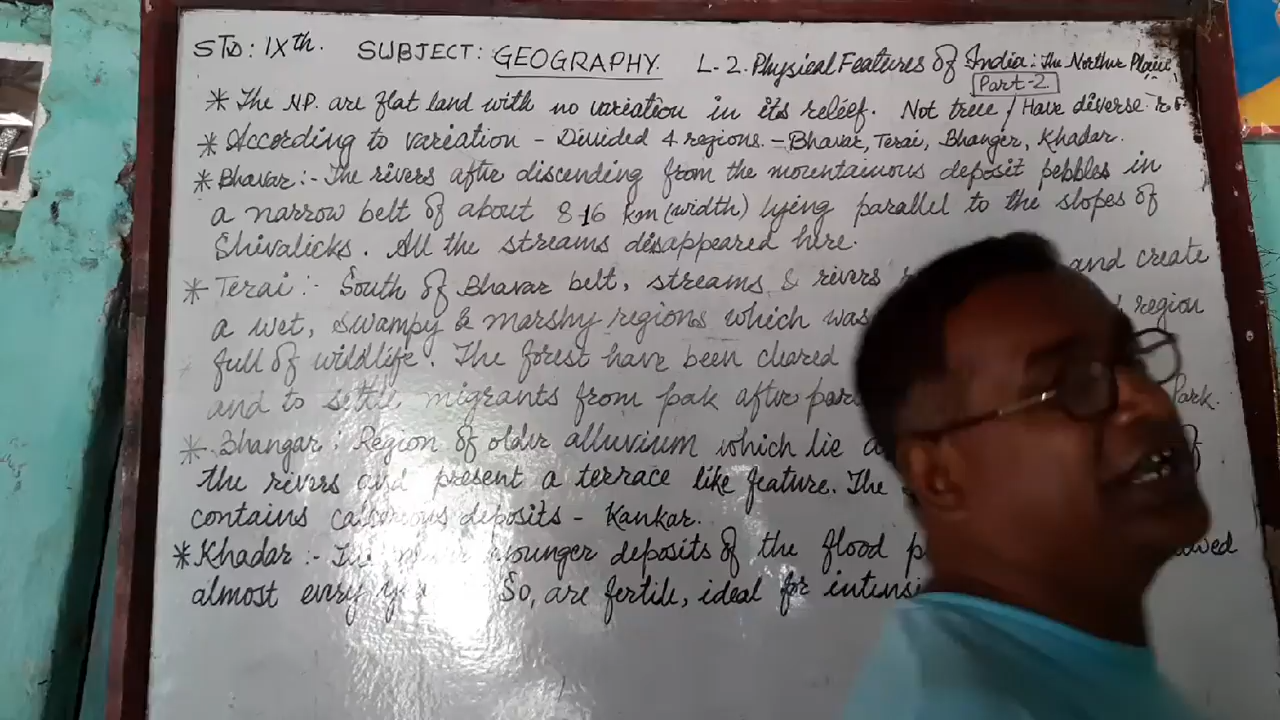 STD: IXth. SUBJECT: GEOGRAPHY. L-2. Physical Features Of India: The Northrn Plain
Part-2
* The N.P. are flat land with no variation in its releef. Not true / Have diverse
* According to variation - Divided 4 regions. - Bhavar, Terai, Bhanger, Khadar.
* Bhavar:- The rivers after discending from the mountainous deposit pebbles in
a narrow belt of about 8-16 km (width) lying parallel to the slopes of
Shivalicks. All the streams disappeared here.
* Terai:- South of Bhavar belt, streams & rivers and create
a wet, swampy & marshy regions which was region
full of wildlife. The forest have been cleared
and to settle migrants from pak after Park.
* Bhangar: Region of older alluvium which lie of
the rivers and present a terrace like feature. The
contains deposits - Kankar.
* Khadar:- younger deposits of the flood
almost every So, are fertile, ideal for